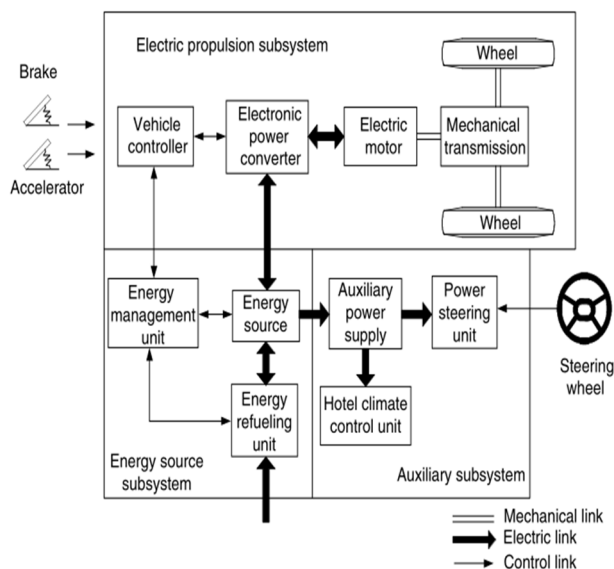 Electric propulsion subsystem
Wheel
Brake
Accelerator
Vehicle
controller
Electronic
power
converter
Electric
motor
Mechanical
transmission
Wheel
Energy
management
unit
Energy
source
Auxiliary
power
supply
Power
steering
unit
Steering
wheel
Energy
refueling
unit
Hotel climate
control unit
Energy source
subsystem
Auxiliary subsystem
Mechanical link
Electric link
Control link